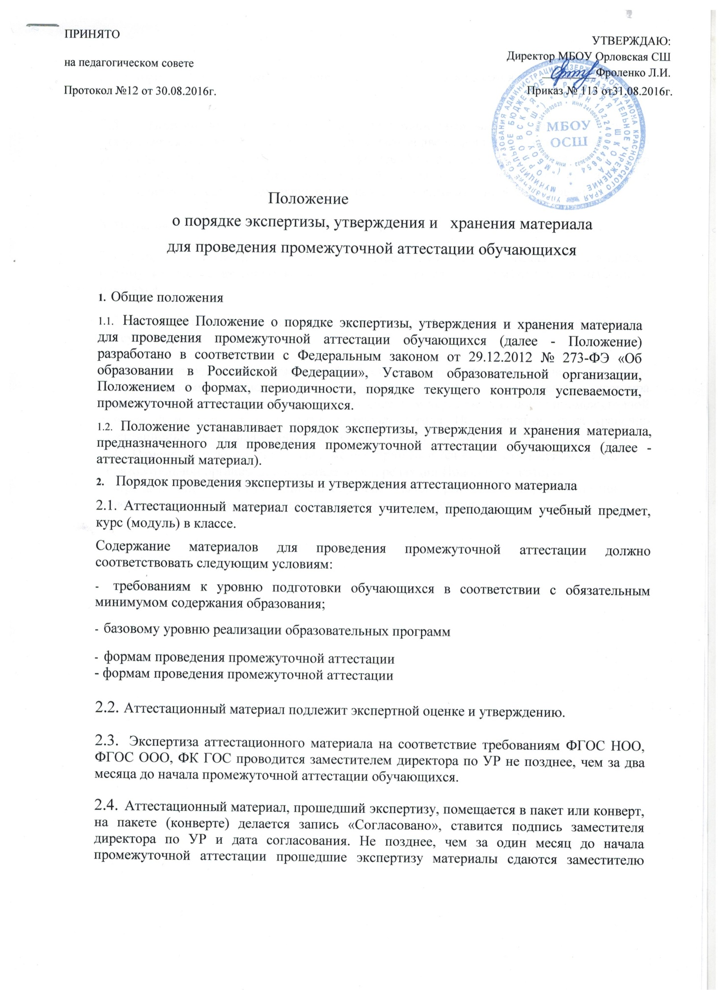 ПРИНЯТО
на педагогическом совете
Протокол №12 от 30.08.2016г.
УТВЕРЖДАЮ:
Директор МБОУ Орловская СШ
Фроленко Л.И.
Приказ № 113 от31.08.2016г.
МБОУ
ОСШ
Положение
о порядке экспертизы, утверждения и хранения материала
для проведения промежуточной аттестации обучающихся
1. Общие положения
1.1. Настоящее Положение о порядке экспертизы, утверждения и хранения материала
для проведения промежуточной аттестации обучающихся (далее - Положение)
разработано в соответствии с Федеральным законом от 29.12.2012 № 273-ФЭ «Об
образовании в Российской Федерации», Уставом образовательной организации,
Положением о формах, периодичности, порядке текущего контроля успеваемости,
промежуточной аттестации обучающихся.
1.2. Положение устанавливает порядок экспертизы, утверждения и хранения материала,
предназначенного для проведения промежуточной аттестации обучающихся (далее -
аттестационный материал).
2. Порядок проведения экспертизы и утверждения аттестационного материала
2.1. Аттестационный материал составляется учителем, преподающим учебный предмет,
курс (модуль) в классе.
Содержание материалов для проведения промежуточной аттестации должно
соответствовать следующим условиям:
- требованиям к уровню подготовки обучающихся в соответствии с обязательным
минимумом содержания образования;
- базовому уровню реализации образовательных программ
- формам проведения промежуточной аттестации
- формам проведения промежуточной аттестации
2.2. Аттестационный материал подлежит экспертной оценке и утверждению.
2.3. Экспертиза аттестационного материала на соответствие требованиям ФГОС НОО,
ФГОС ООО, ФК ГОС проводится заместителем директора по УР не позднее, чем за два
месяца до начала промежуточной аттестации обучающихся.
2.4. Аттестационный материал, прошедший экспертизу, помещается в пакет или конверт,
на пакете (конверте) делается запись «Согласовано», ставится подпись заместителя
директора по УР и дата согласования. Не позднее, чем за один месяц до начала
промежуточной аттестации прошедшие экспертизу материалы сдаются заместителю